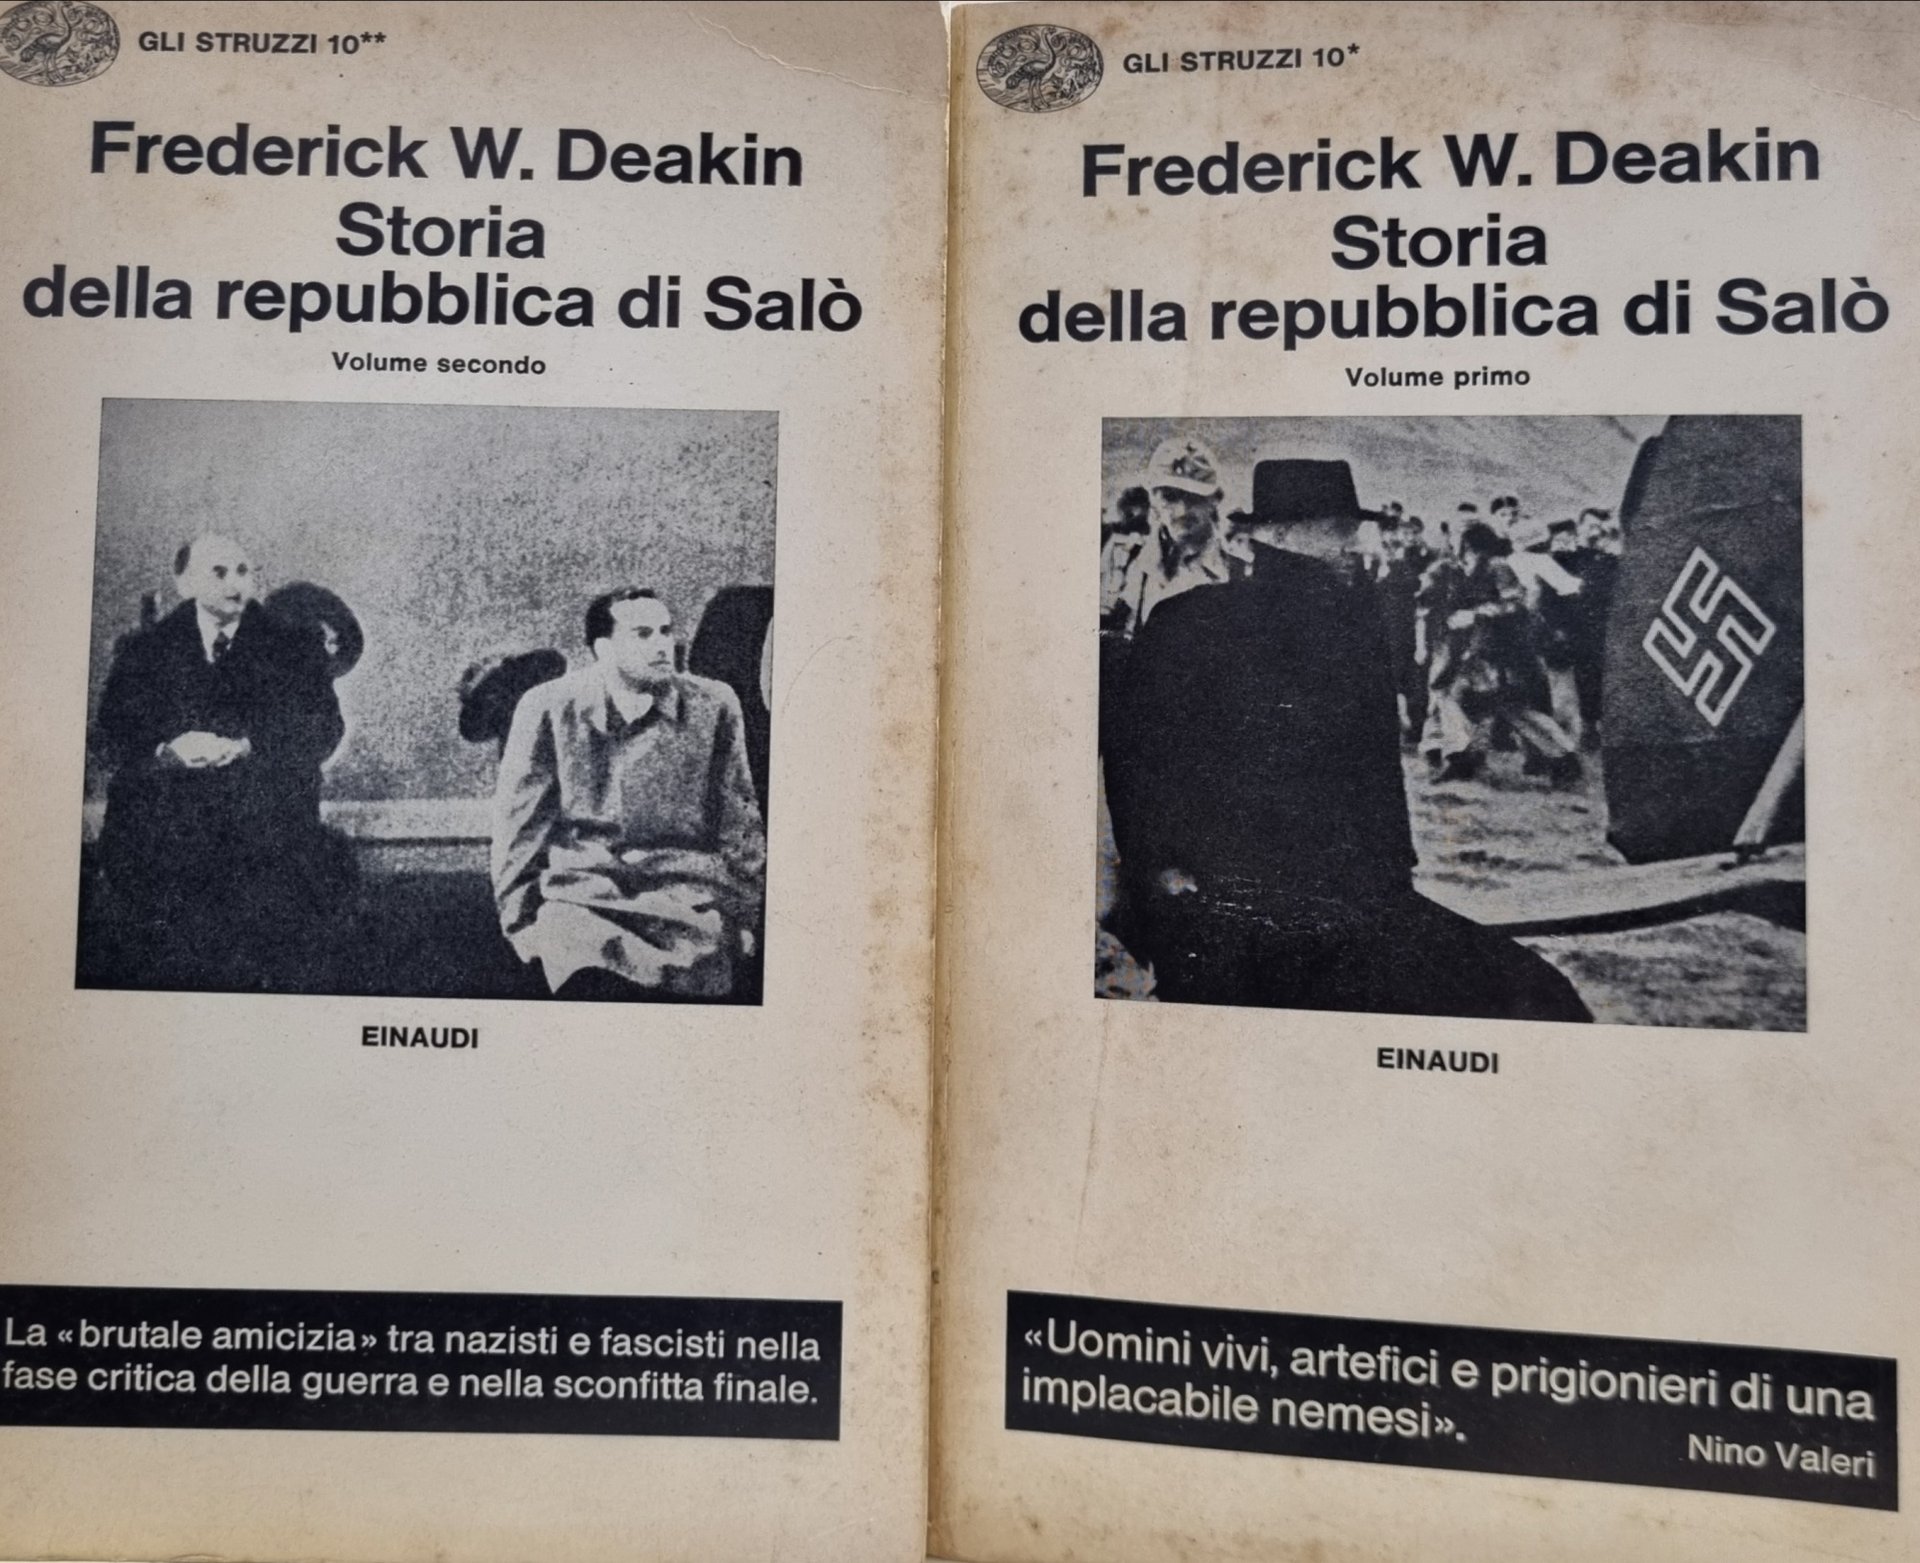 GLI STRUZZI 10**
Frederick W. Deakin
Storia
della repubblica di Salò
Volume secondo
EINAUDI
La «brutale amicizia» tra nazisti e fascisti nella
fase critica della guerra e nella sconfitta finale.
GLI STRUZZI 10*
Frederick W. Deakin
Storia
della repubblica di Salò
Volume primo
EINAUDI
«Uomini vivi, artefici e prigionieri di una
implacabile nemesi».
Nino Valeri